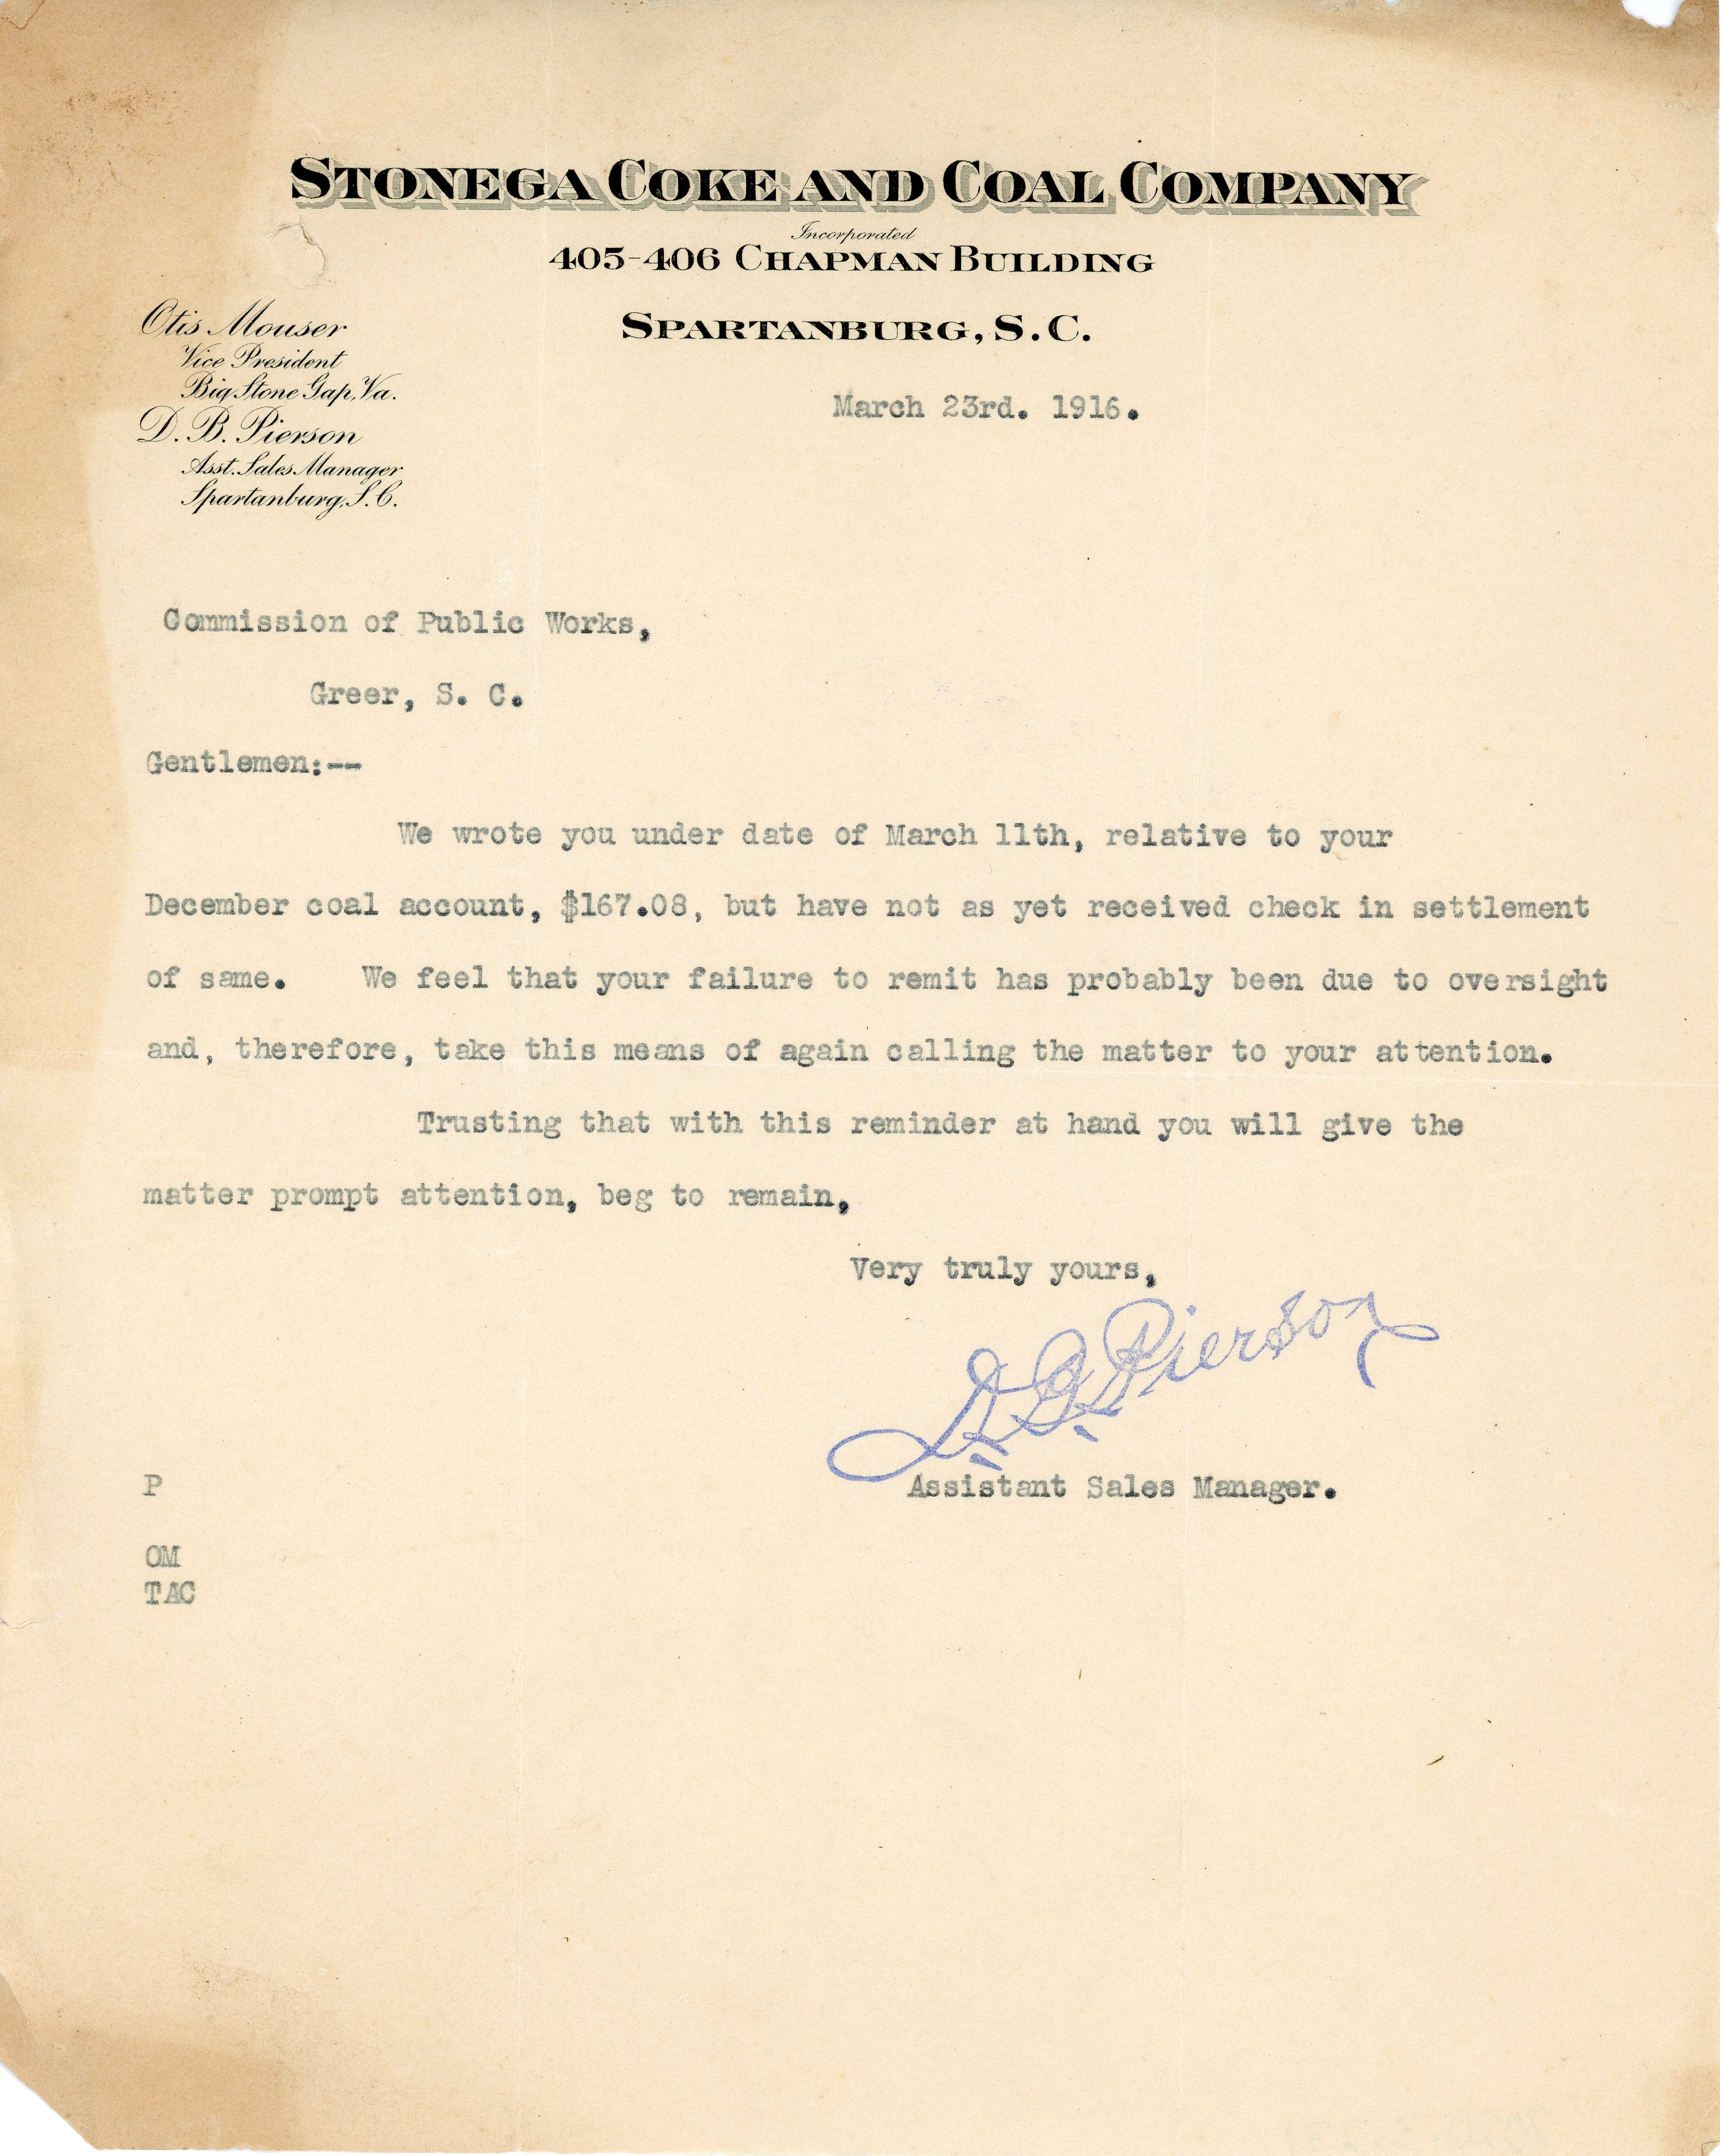 STONEGA COKE AND COAL COMPANY
Incorporated
405-406 CHAPMAN BUILDING
SPARTANBURG, S. C.
Otis Mouser
Vice President
Big Stone Gap, Va.
D. B. Pierson
Asst. Sales Manager
Spartanburg, S. C.
March 23rd. 1916.
Commission of Public Works,
Greer, S. C.
Gentlemen:--
We wrote you under date of March 11th, relative to your
December coal account, $167.08, but have not as yet received check in settlement
of same. We feel that your failure to remit has probably been due to oversight
and, therefore, take this means of again calling the matter to your attention.
Trusting that with this reminder at hand you will give the
matter prompt attention, beg to remain,
Very truly yours,
D. B. Pierson
Assistant Sales Manager.
P
OM
TAC